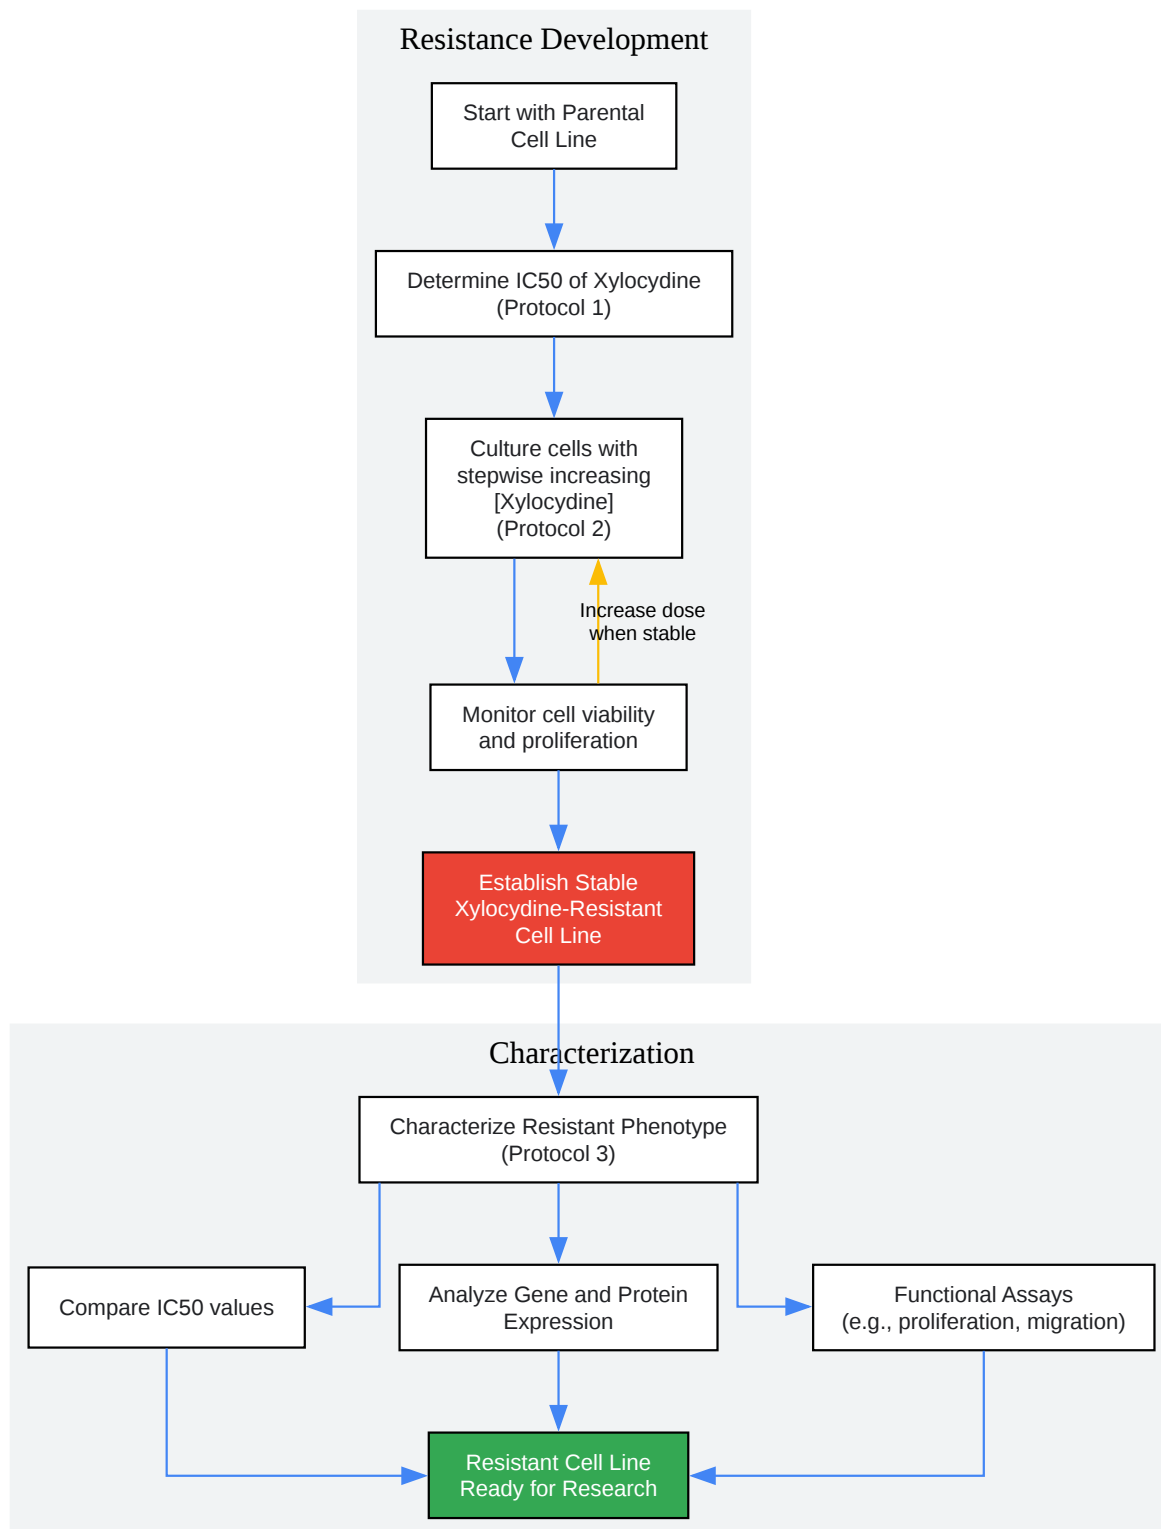 Resistance Development
Start with Parental
Cell Line
Determine IC50 of Xylocydine
(Protocol 1)
Culture cells with
stepwise increasing
[Xylocydine]
(Protocol 2)
Increase dose
when stable
Monitor cell viability
and proliferation
Establish Stable
Xylocydine-Resistant
Cell Line
Characterization
Characterize Resistant Phenotype
(Protocol 3)
Compare IC50 values
Analyze Gene and Protein
Expression
Functional Assays
(e.g., proliferation, migration)
Resistant Cell Line
Ready for Research